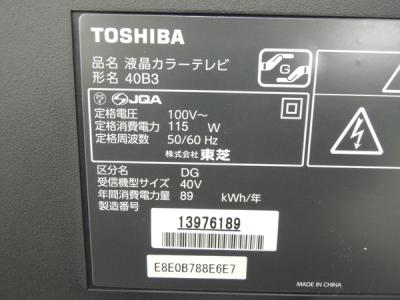 TOSHIBA
品名 液晶カラーテレビ
形名 40B3
G
JQA
定格電圧 100V～
定格消費電力 115 W
定格周波数 50/60 Hz
株式会社 東芝
区分名 DG
受信機型サイズ 40V
年間消費電力量 89 kWh/年
製造番号
13976189
E8E0B788E6E7
MADE IN CHINA